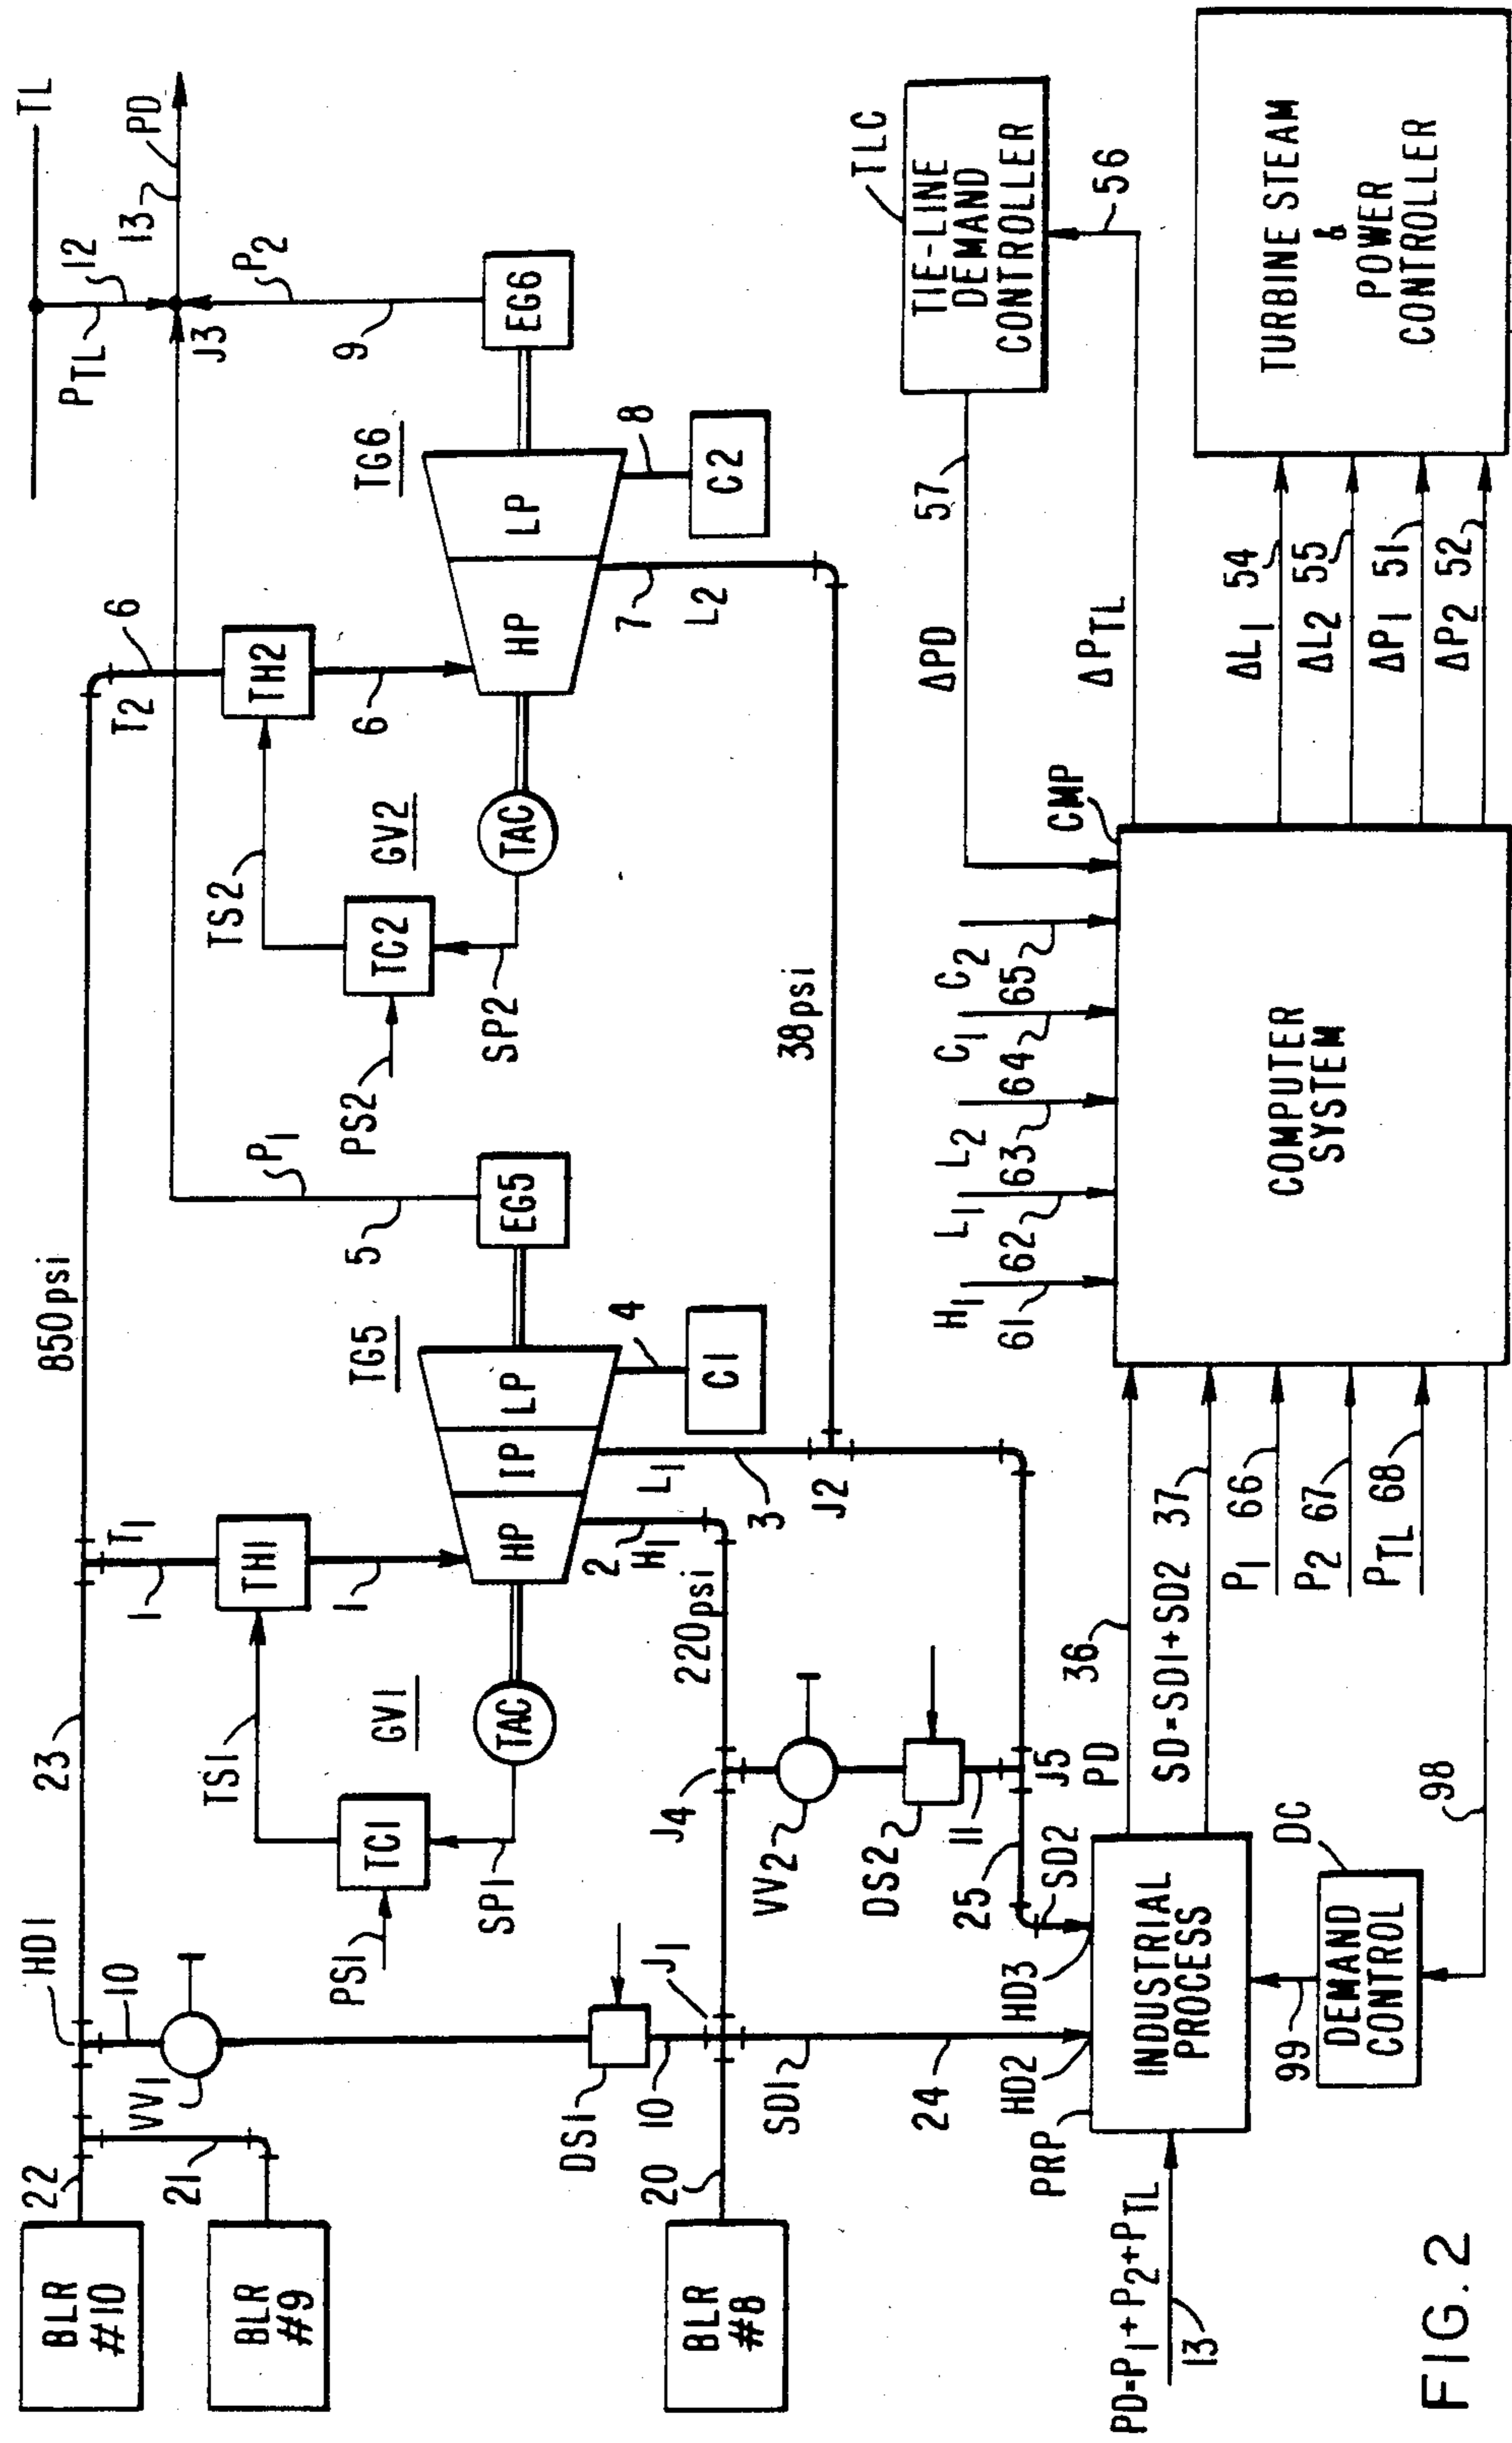 TL
PTL
12
13
PD
J3
P2
9
EG6
850psi
23
HD1
22
BLR
#10
21
BLR
#9
10
VV1
T1
1
TH1
1
TS1
TC1
PS1
SP1
GV1
TAC
TG5
HP
IP
LP
EG5
5
P1
4
C1
2
H1
L1
3
220psi
T2
6
TH2
6
TS2
TC2
PS2
SP2
GV2
TAC
TG6
HP
LP
8
C2
7
L2
38psi
J2
DS1
10
J1
20
BLR
#8
SD1
24
J4
VV2
DS2
11
J5
25
SD2
HD2
HD3
PRP
INDUSTRIAL
PROCESS
PD=P1+P2+PTL
13
99
DEMAND
CONTROL
DC
98
PD
36
SD=SD1+SD2 37
P1 66
P2 67
PTL 68
H1
61
L1
62
L2
63
C1
64
C2
65
CMP
COMPUTER
SYSTEM
ΔPD
57
ΔPTL
56
TLC
TIE-LINE
DEMAND
CONTROLLER
ΔL1 54
ΔL2 55
ΔP1 51
ΔP2 52
TURBINE STEAM
&
POWER
CONTROLLER
FIG. 2